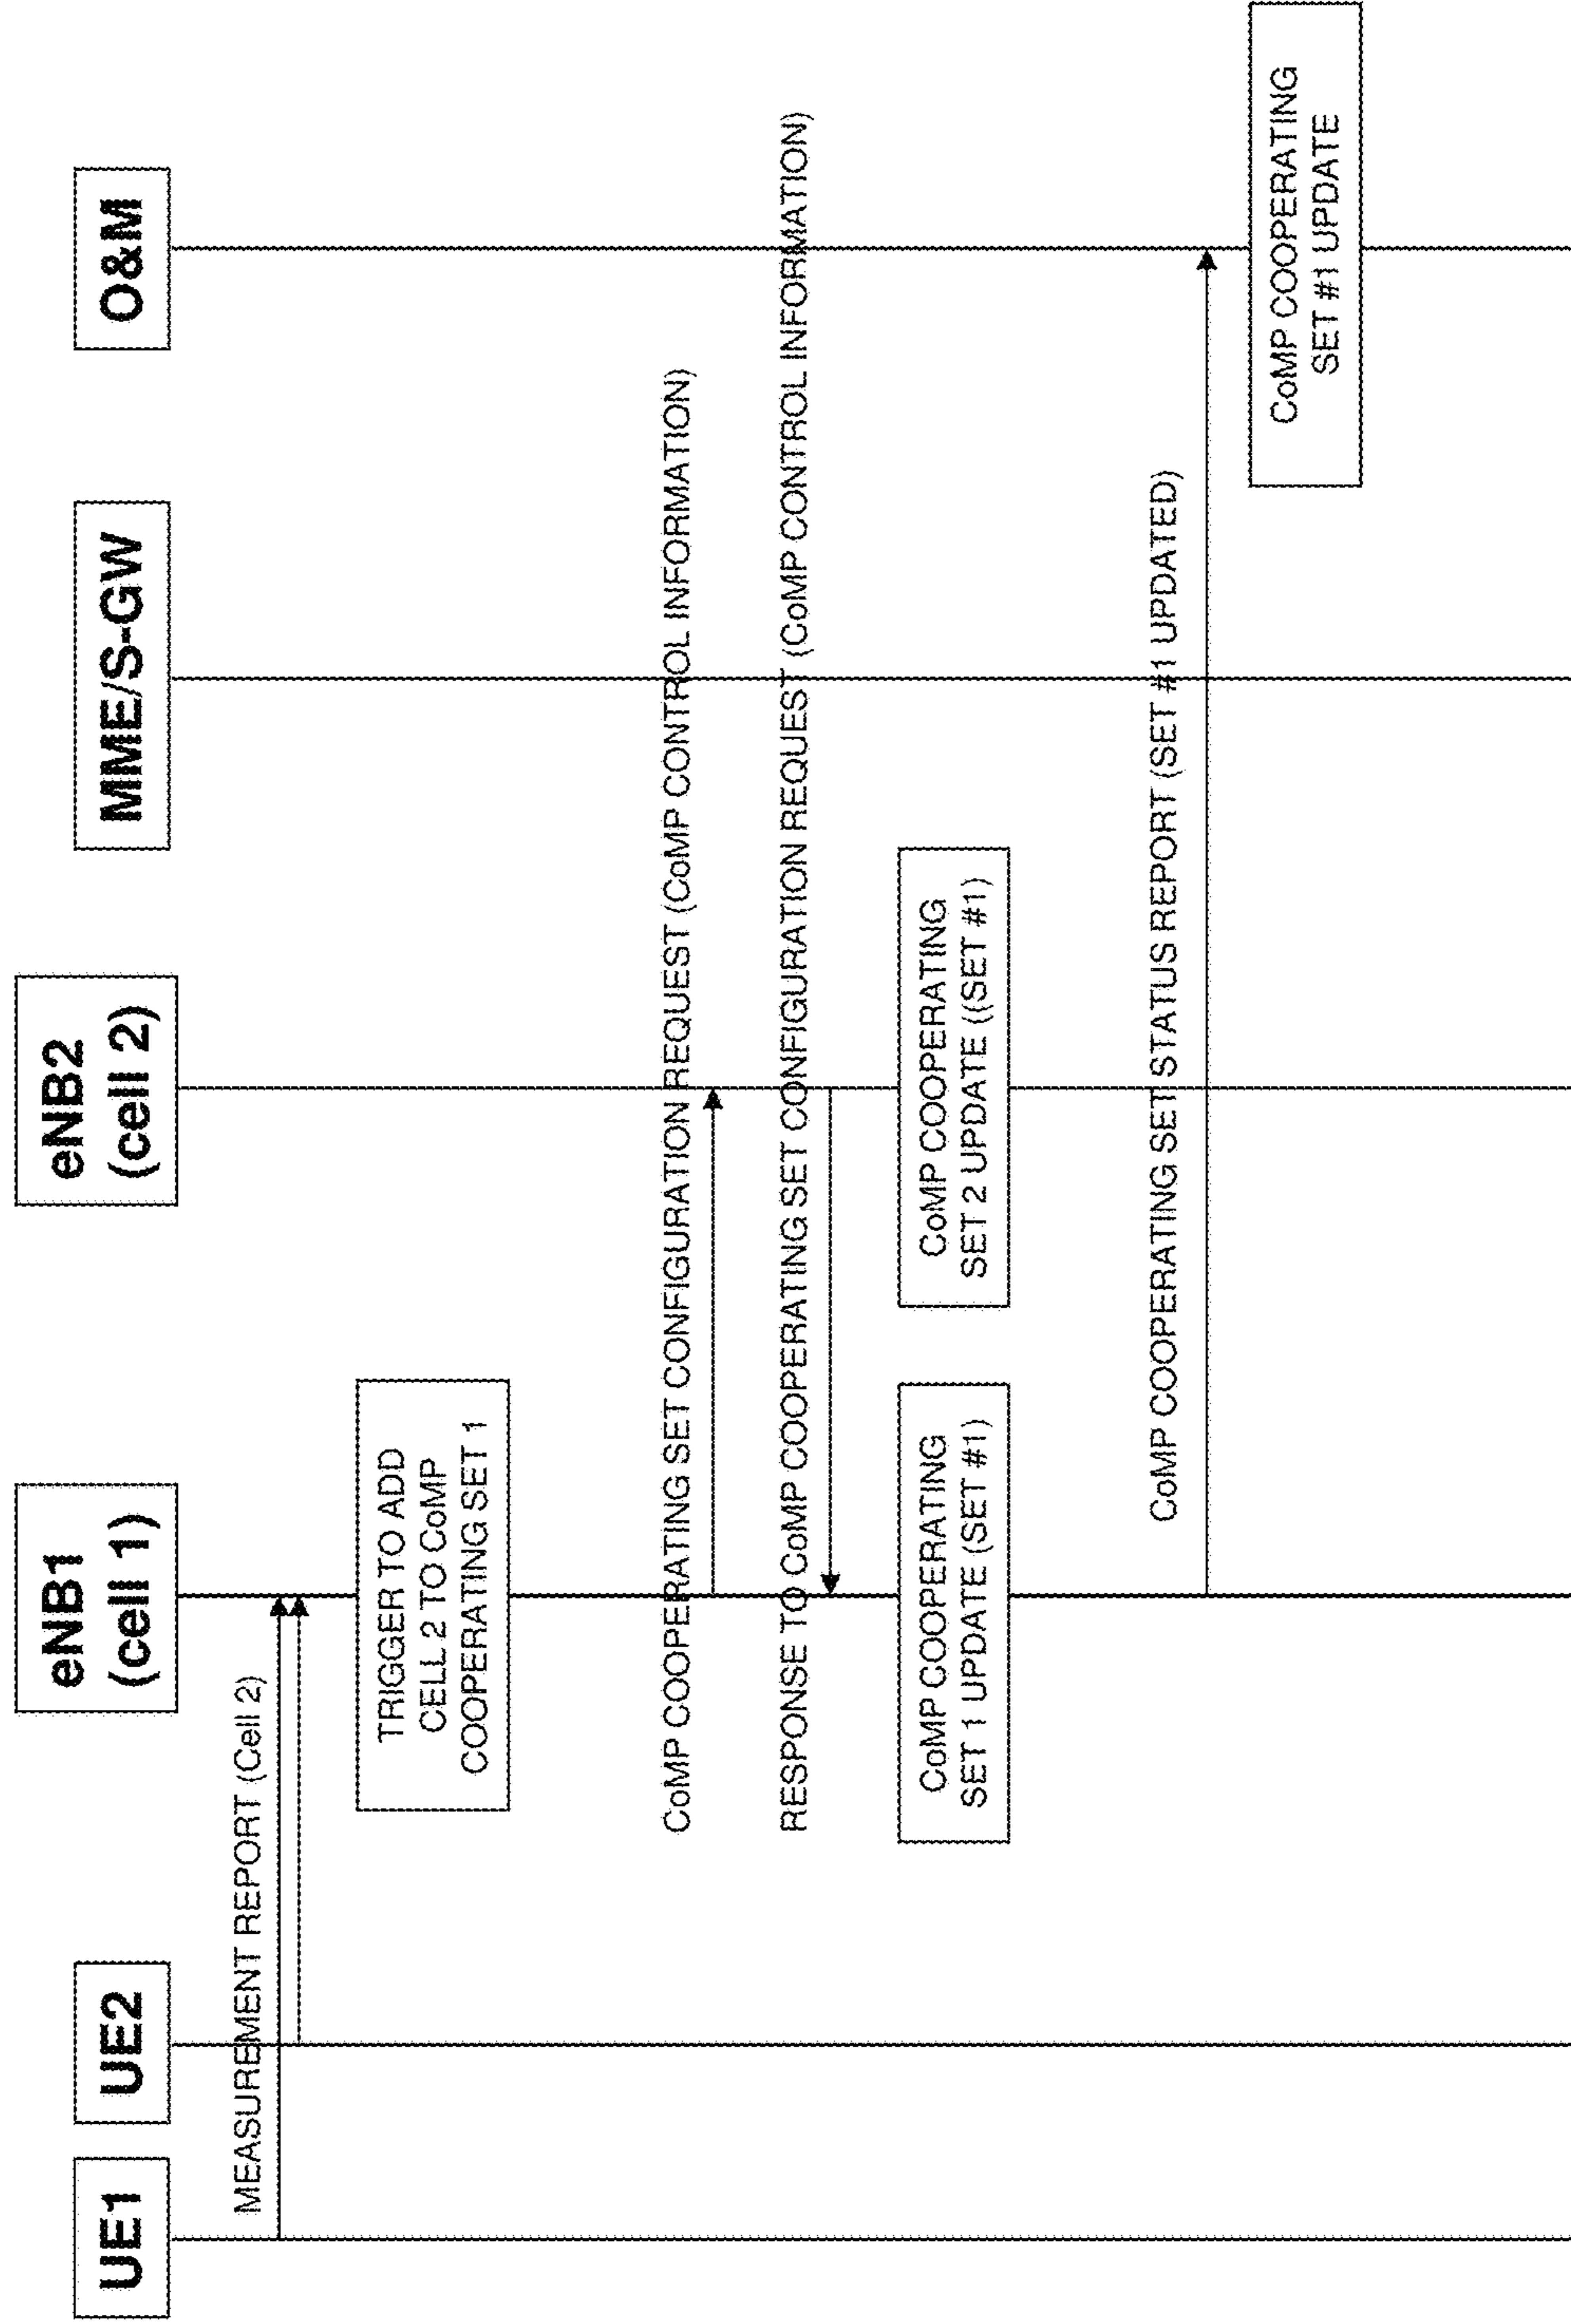 UE1
UE2
eNB1
(cell 1)
eNB2
(cell 2)
MME/S-GW
O&M
MEASUREMENT REPORT (Cell 2)
TRIGGER TO ADD
CELL 2 TO CoMP
COOPERATING SET 1
CoMP COOPERATING SET CONFIGURATION REQUEST (CoMP CONTROL INFORMATION)
RESPONSE TO CoMP COOPERATING SET CONFIGURATION REQUEST (CoMP CONTROL INFORMATION)
CoMP COOPERATING
SET 1 UPDATE (SET #1)
CoMP COOPERATING
SET 2 UPDATE ((SET #1)
CoMP COOPERATING SET STATUS REPORT (SET #1 UPDATED)
CoMP COOPERATING
SET #1 UPDATE